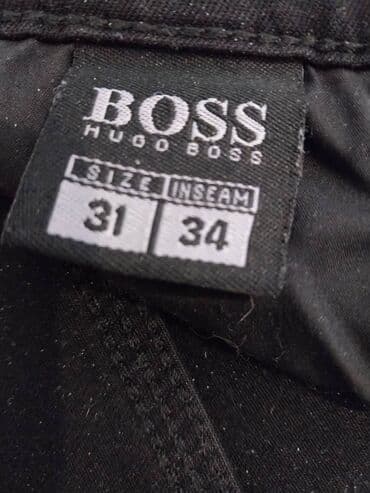 BOSS
HUGO BOSS
SIZE INSEAM
31 34